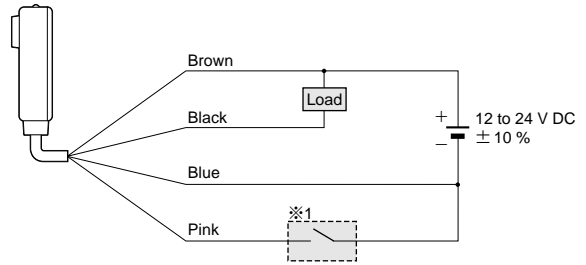 Brown
Load
Black
+
12 to 24 V DC
−
± 10 %
Blue
※1
Pink